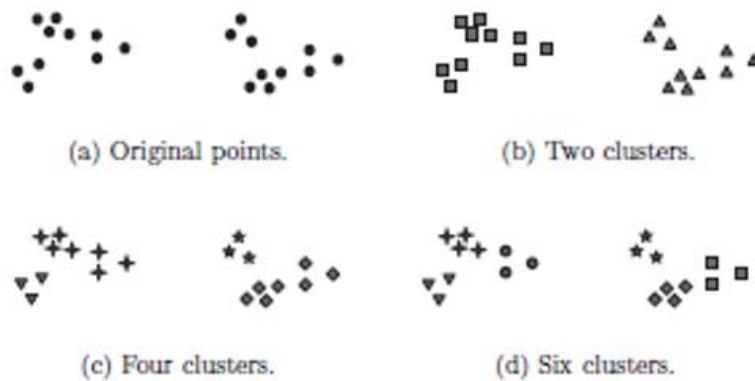 (a) Original points.
(b) Two clusters.
(c) Four clusters.
(d) Six clusters.